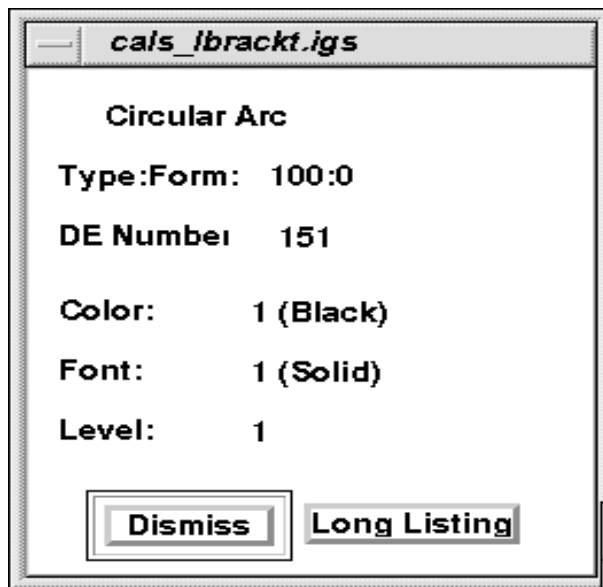 cals_lbrackt.igs
Circular Arc
Type:Form: 100:0
DE Number 151
Color: 1 (Black)
Font: 1 (Solid)
Level: 1
Dismiss Long Listing